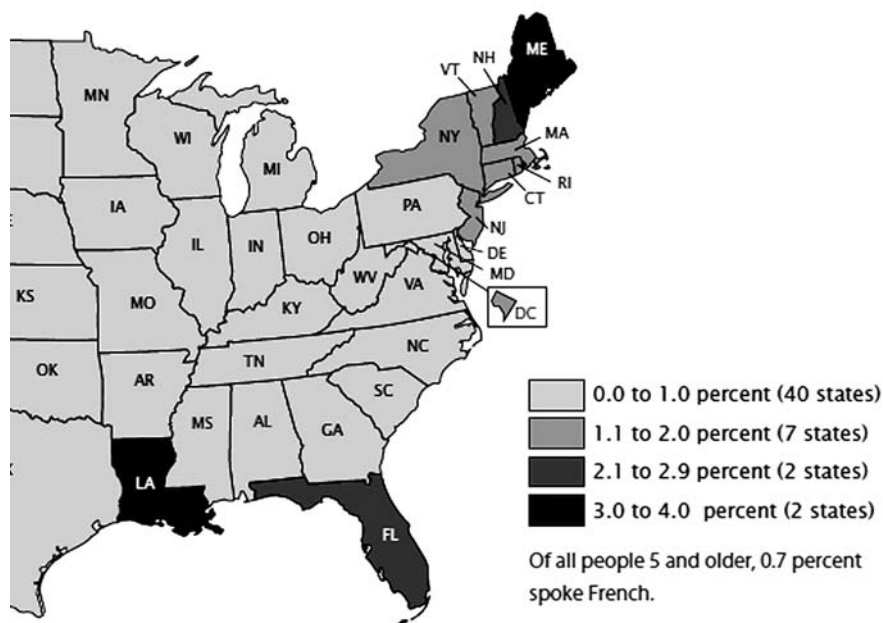 ME
NH
VT
MN
NY
MA
WI
MI
RI
CT
IA
PA
NJ
OH
IL
IN
DE
MD
WV
VA
KS
MO
DC
KY
NC
TN
OK
AR
SC
MS
AL
GA
LA
FL
0.0 to 1.0 percent (40 states)
1.1 to 2.0 percent (7 states)
2.1 to 2.9 percent (2 states)
3.0 to 4.0 percent (2 states)
Of all people 5 and older, 0.7 percent
spoke French.